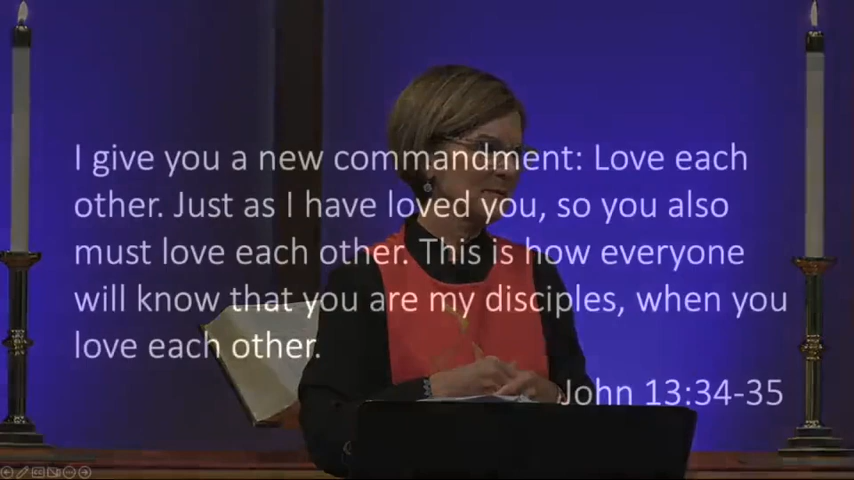 I give you a new commandment: Love each
other. Just as I have loved you, so you also
must love each other. This is how everyone
will know that you are my disciples, when you
love each other.
John 13:34-35